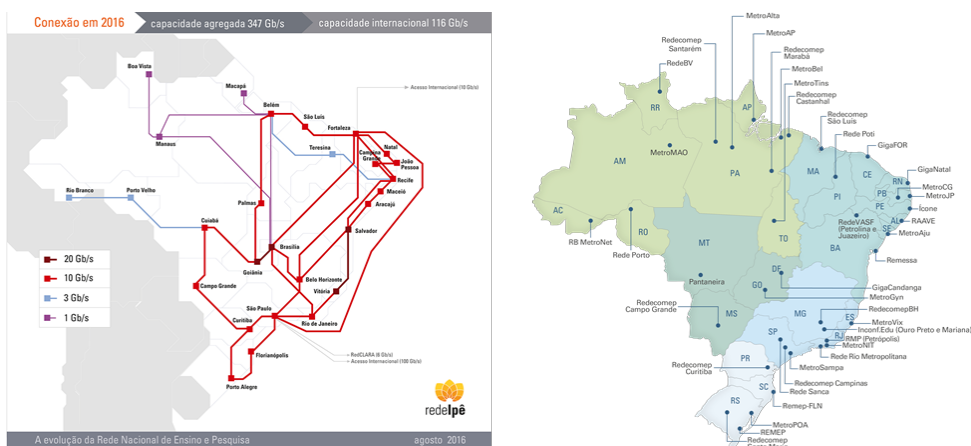 Conexão em 2016
capacidade agregada 347 Gb/s
capacidade internacional 116 Gb/s
Boa Vista
Macapá
Acesso Internacional (10 Gb/s)
Belém
São Luís
Manaus
Fortaleza
Teresina
Natal
Campina
Grande
João
Pessoa
Recife
Rio Branco
Porto Velho
Maceió
Palmas
Aracajú
Cuiabá
Salvador
Brasília
Goiânia
20 Gb/s
10 Gb/s
3 Gb/s
1 Gb/s
Campo Grande
Belo Horizonte
Vitória
São Paulo
Curitiba
Rio de Janeiro
Florianópolis
RedCLARA (6 Gb/s)
Acesso Internacional (100 Gb/s)
Porto Alegre
redeIpê
A evolução da Rede Nacional de Ensino e Pesquisa
agosto 2016
MetroAlta
MetroAP
Redecomep
Santarém
Redecomep
Marabá
RedeBV
MetroBel
MetroTins
Redecomep
Castanhal
RR
AP
Redecomep
São Luís
Rede Poti
MetroMAO
GigaFOR
AM
PA
MA
CE
GigaNatal
RN
MetroCG
PI
PB
MetroJP
PE
Ícone
AC
AL
RAAVE
RedeVASF
(Petrolina e
Juazeiro)
SE
MetroAju
RO
TO
BA
MT
RB MetroNet
Rede Porto
Remessa
DF
Pantaneira
GO
GigaCandanga
MetroGyn
Redecomep
Campo Grande
MS
MG
RedecomepBH
ES
MetroVix
Inconf.Edu (Ouro Preto e Mariana)
SP
RJ
RMP (Petrópolis)
MetroNIT
PR
Rede Rio Metropolitana
Redecomep
Curitiba
MetroSampa
Redecomep Campinas
SC
Rede Sanca
RS
Remep-FLN
MetroPOA
REMEP
Redecomep